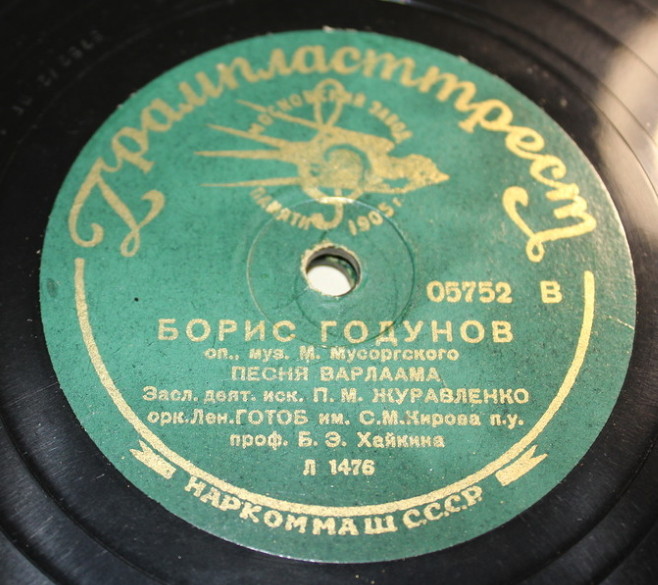 Грампласттрест
МОСКОВСКИЙ ЗАВОД
ПАМЯТИ 1905 г.
05752 В
БОРИС ГОДУНОВ
оп., муз. М. Мусоргского
ПЕСНЯ ВАРЛААМА
Засл. деят. иск. П. М. ЖУРАВЛЕНКО
орк.Лен.ГОТОБ им. С.М.Кирова п.у.
проф. Б. Э. Хайкина
Л 1476
НАРКОММАШ С.С.С.Р.